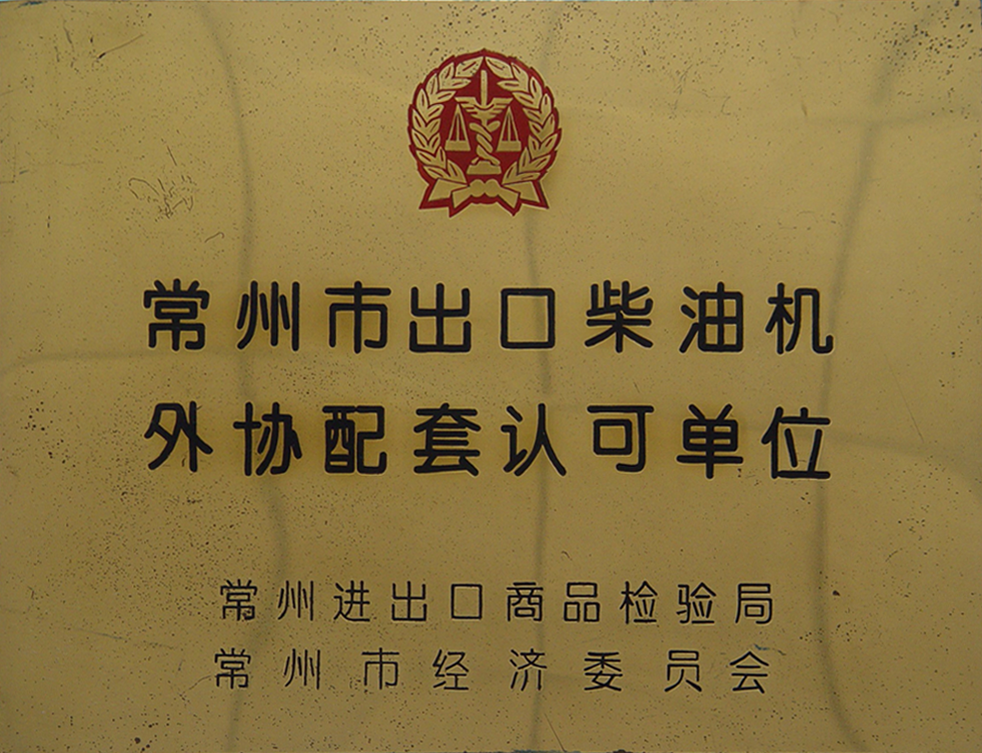 常州市出口柴油机
外协配套认可单位
常州进出口商品检验局
常州市经济委员会